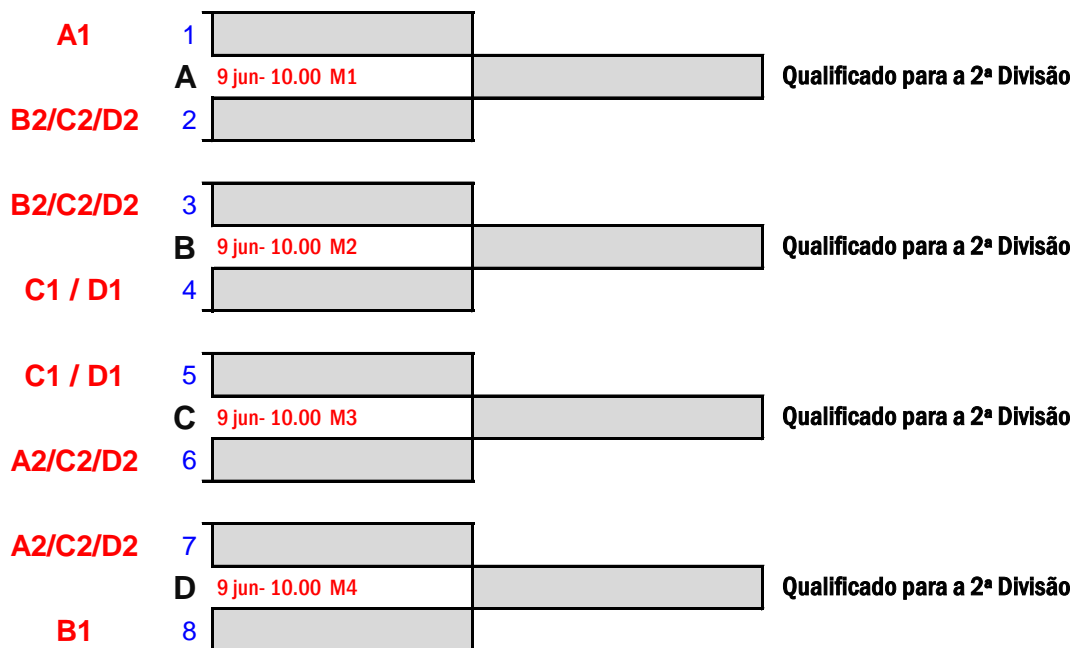 A1 1
A 9 jun- 10.00 M1 Qualificado para a 2ª Divisão
B2/C2/D2 2
B2/C2/D2 3
B 9 jun- 10.00 M2 Qualificado para a 2ª Divisão
C1 / D1 4
C1 / D1 5
C 9 jun- 10.00 M3 Qualificado para a 2ª Divisão
A2/C2/D2 6
A2/C2/D2 7
D 9 jun- 10.00 M4 Qualificado para a 2ª Divisão
B1 8